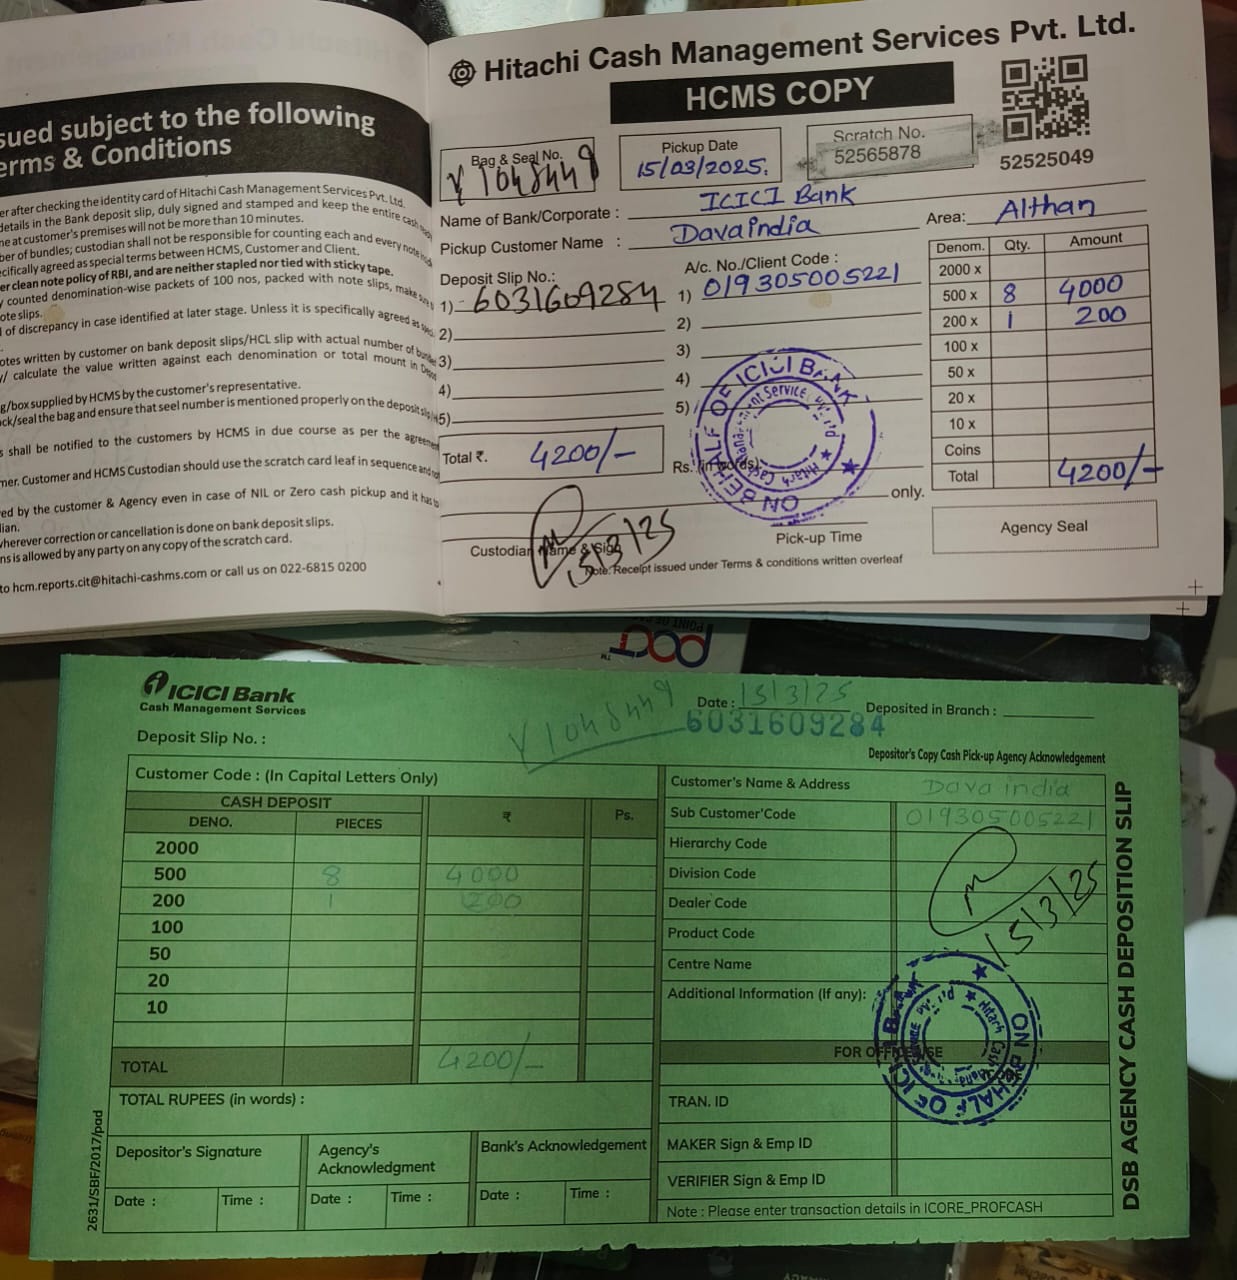 sued subject to the following
erms & Conditions
er after checking the identity card of Hitachi Cash Management Services Pvt. Ltd.
details in the Bank deposit slip, duly signed and stamped and keep the entire cash
ne at customer's premises will not be more than 10 minutes.
ber of bundles; custodian shall not be responsible for counting each and every note
cifically agreed as special terms between HCMS, Customer and Client.
er clean note policy of RBI, and are neither stapled nor tied with sticky tape.
y counted denomination-wise packets of 100 nos, packed with note slips, make
ote slips.
l of discrepancy in case identified at later stage. Unless it is specifically agreed as
otes written by customer on bank deposit slips/HCL slip with actual number of
/ calculate the value written against each denomination or total mount in
g/box supplied by HCMS by the customer's representative.
ck/seal the bag and ensure that seel number is mentioned properly on the deposit slip
s shall be notified to the customers by HCMS in due course as per the agreement
mer. Customer and HCMS Custodian should use the scratch card leaf in sequence and
ed by the customer & Agency even in case of NIL or Zero cash pickup and it has
lian.
wherever correction or cancellation is done on bank deposit slips.
ns is allowed by any party on any copy of the scratch card.
to hcm.reports.cit@hitachi-cashms.com or call us on 022-6815 0200
Hitachi Cash Management Services Pvt. Ltd.
HCMS COPY
Bag & Seal No.
Y1048449
Pickup Date
15/03/2025.
Scratch No.
52565878
52525049
Name of Bank/Corporate : ICICI Bank
Pickup Customer Name : Davaindia
Area: Althan
Deposit Slip No.: A/c. No./Client Code :
1) 6031609284 1) 019305005221
2) 2)
3) 3)
4) 4)
5) 5)
Denom. Qty. Amount
2000 x
500 x 8 4000
200 x 1 200
100 x
50 x
20 x
10 x
Coins
Total 4200/-
Total ₹. 4200/-
Rs. (in words)
only.
ON BEHALF OF ICICI BANK
Custodian Name & Sign
15/3/25
Pick-up Time
Agency Seal
Note: Receipt issued under Terms & conditions written overleaf
POINT OF
ICICI Bank
Cash Management Services
Y1048449
Date : 15/3/25
Deposited in Branch :
6031609284
Deposit Slip No. :
Depositor's Copy Cash Pick-up Agency Acknowledgement
Customer Code : (In Capital Letters Only)
CASH DEPOSIT ₹ Ps.
DENO. PIECES
2000
500 8 4000
200 1 200
100
50
20
10
TOTAL 4200/-
TOTAL RUPEES (in words) :
Depositor's Signature
Agency's
Acknowledgment
Bank's Acknowledgement
Date : Time : Date : Time : Date : Time :
Customer's Name & Address Dava india
Sub Customer'Code 019305005221
Hierarchy Code
Division Code
Dealer Code
Product Code
Centre Name
15/3/25
Additional Information (If any):
FOR OFFICE USE
ON BEHALF OF ICICI BANK
TRAN. ID
MAKER Sign & Emp ID
VERIFIER Sign & Emp ID
Note : Please enter transaction details in ICORE_PROFCASH
DSB AGENCY CASH DEPOSITION SLIP
2631/SBF/2017/pad